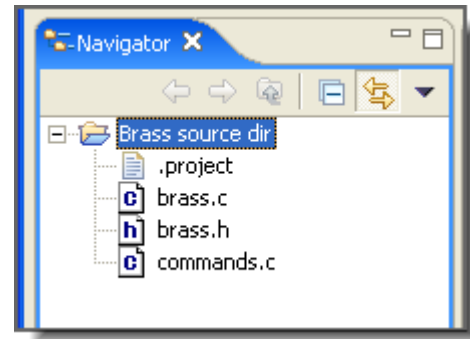 Navigator
Brass source dir
.project
brass.c
brass.h
commands.c